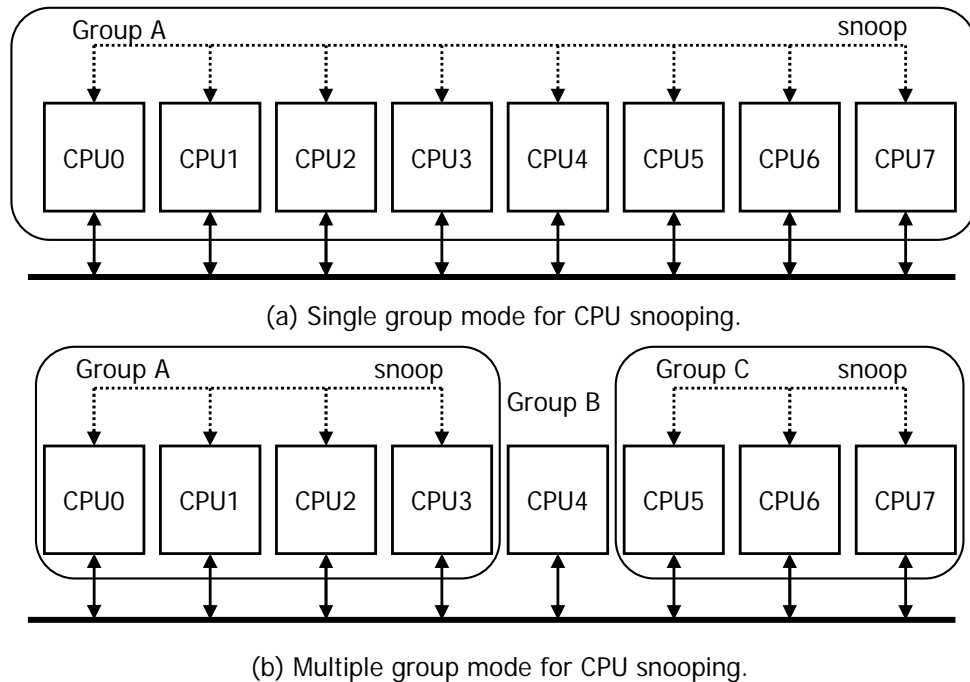 Group A snoop
CPU0 CPU1 CPU2 CPU3 CPU4 CPU5 CPU6 CPU7
(a) Single group mode for CPU snooping.
Group A snoop Group C snoop
Group B
CPU0 CPU1 CPU2 CPU3 CPU4 CPU5 CPU6 CPU7
(b) Multiple group mode for CPU snooping.